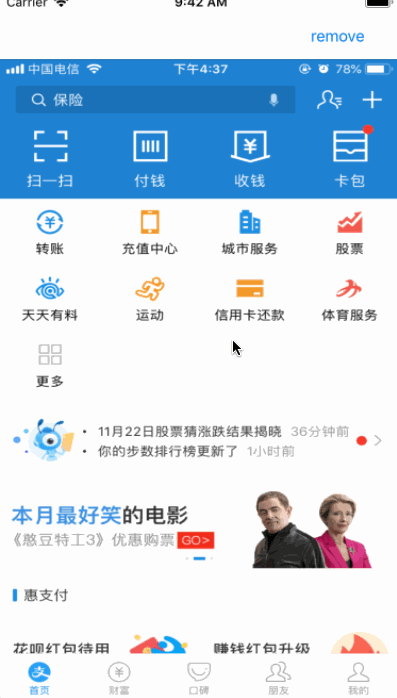 Carrier 9:42 AM
remove
中国电信 下午4:37 78%
保险
扫一扫 付钱 收钱 卡包
转账 充值中心 城市服务 股票
天天有料 运动 信用卡还款 体育服务
更多
11月22日股票猜涨跌结果揭晓 36分钟前
你的步数排行榜更新了 1小时前
本月最好笑的电影
《憨豆特工3》优惠购票 GO>
惠支付
花呗红包待用 赚钱红包升级
首页 财富 口碑 朋友 我的